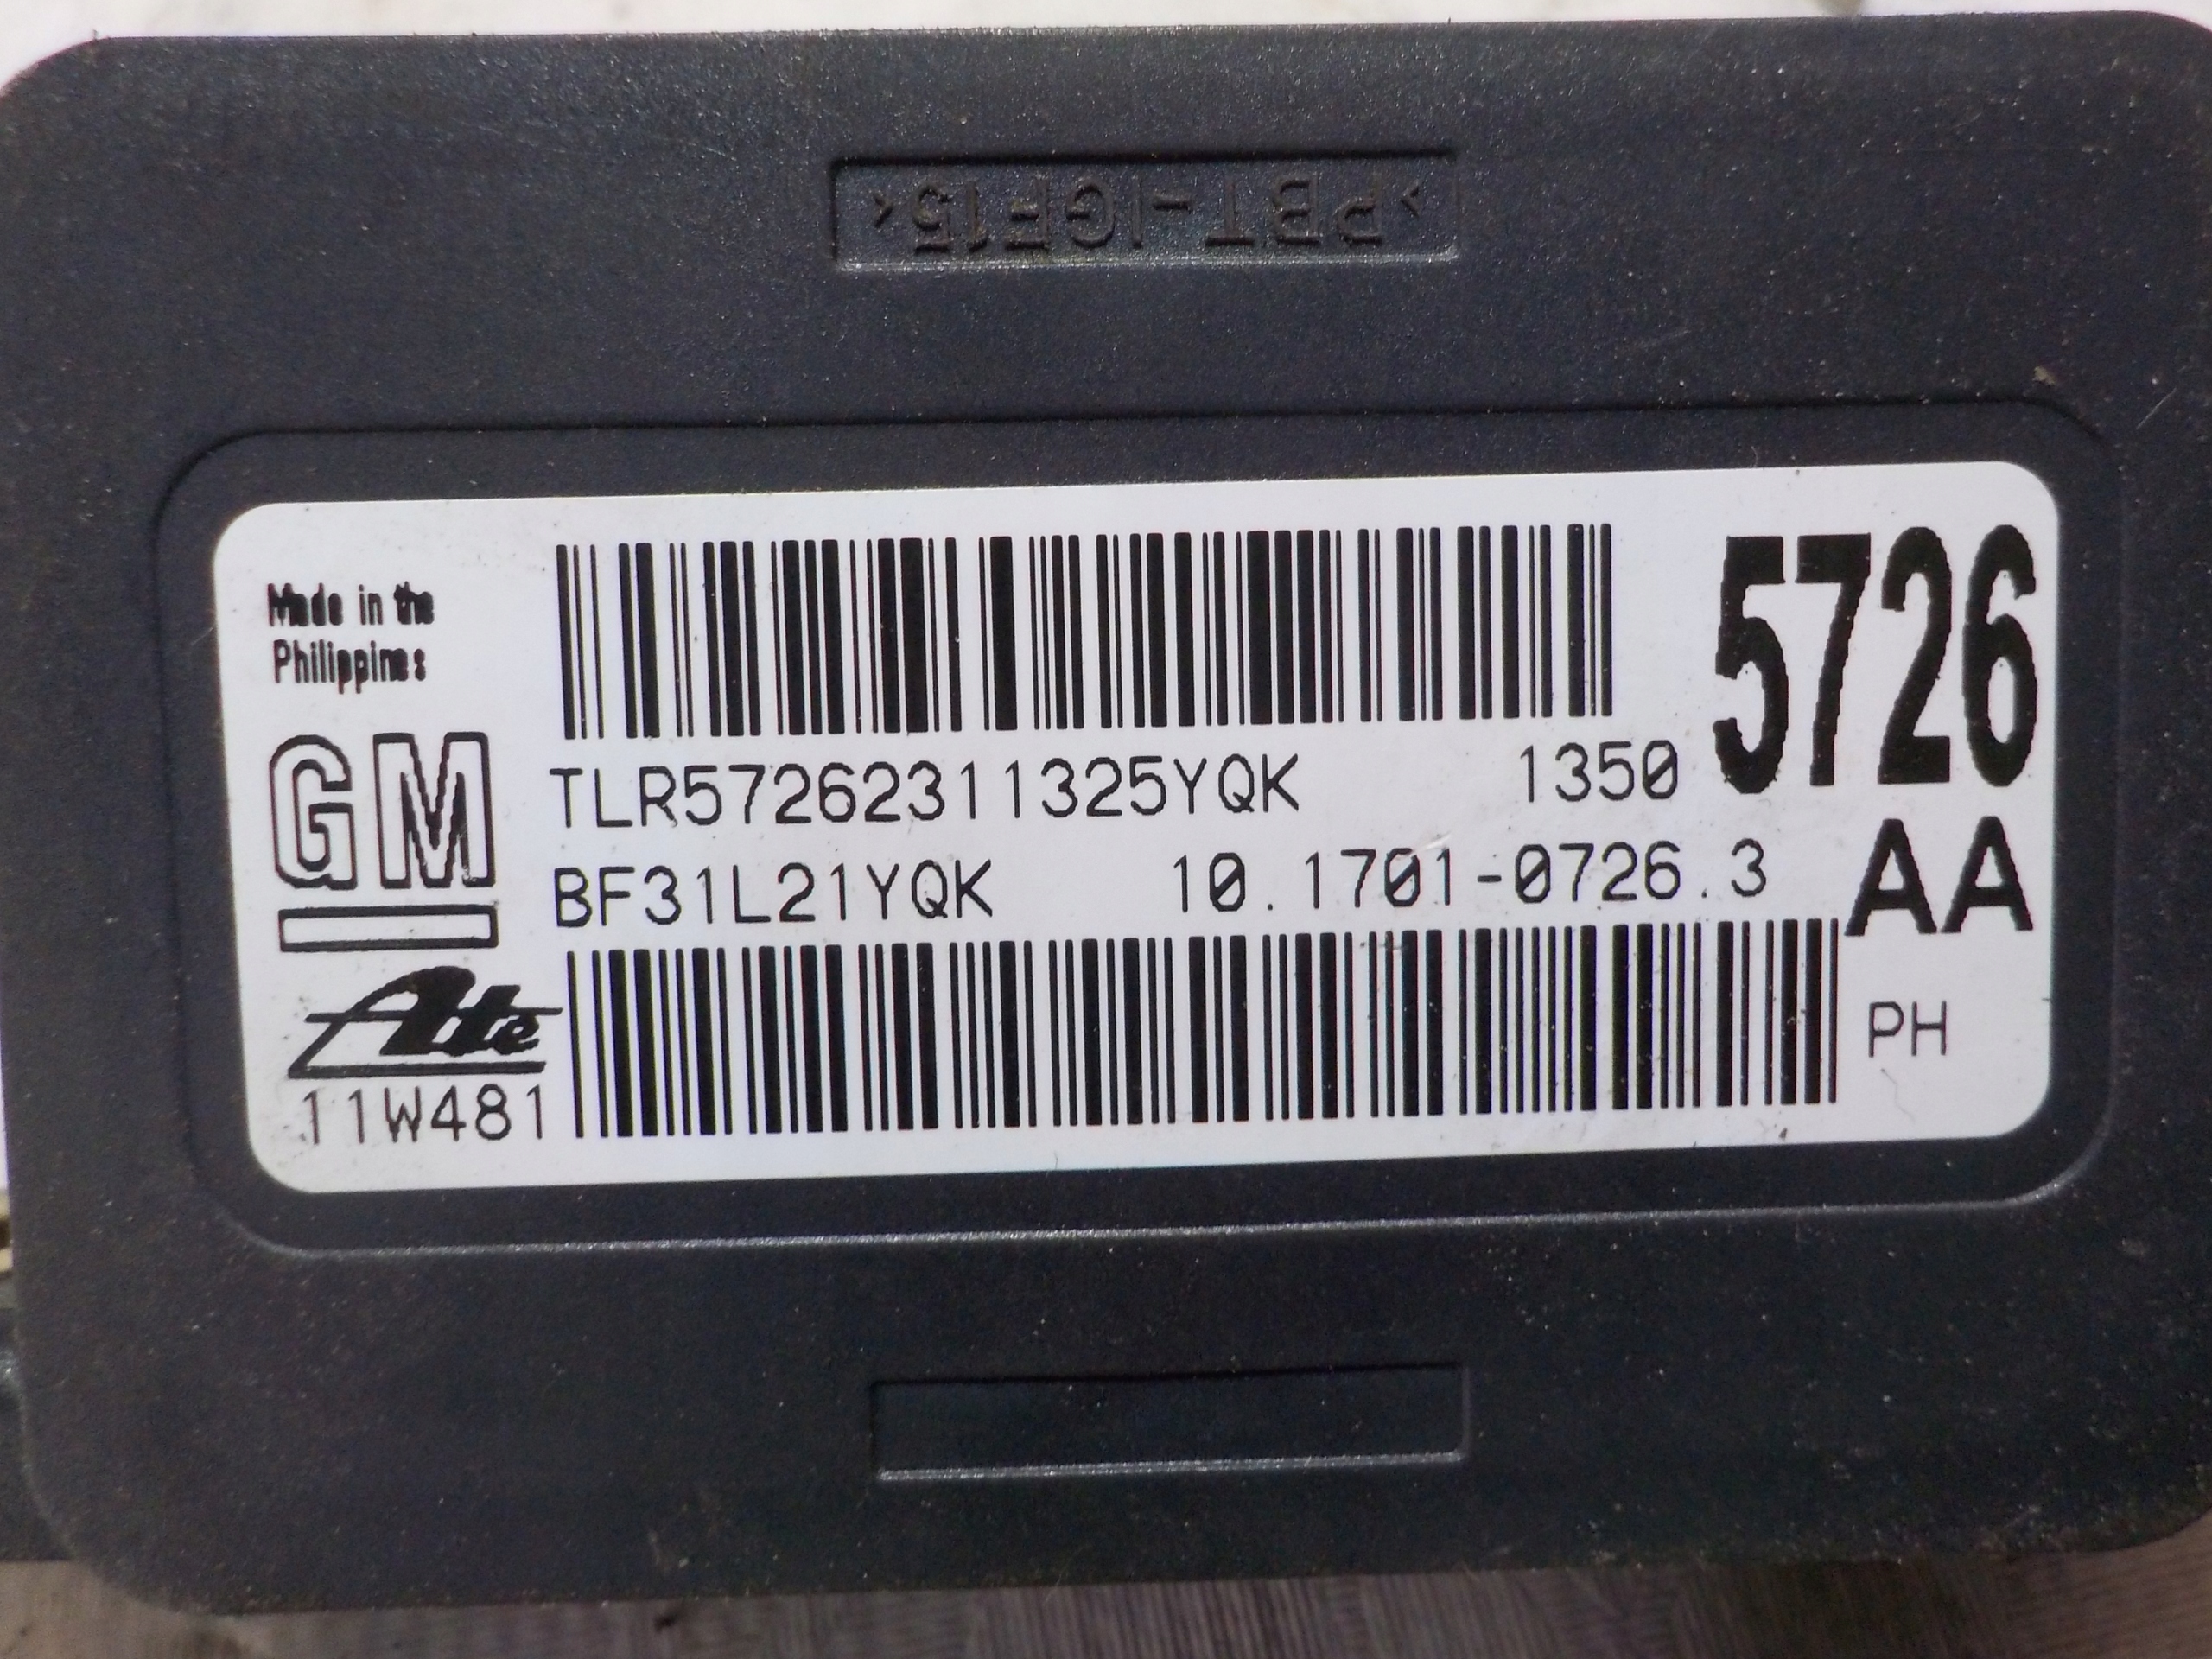 >PBT-IGF15<
Made in the
Philippines
GM
Ate
11W481
TLR57262311325YQK 1350
BF31L21YQK 10.1701-0726.3
5726
AA
PH